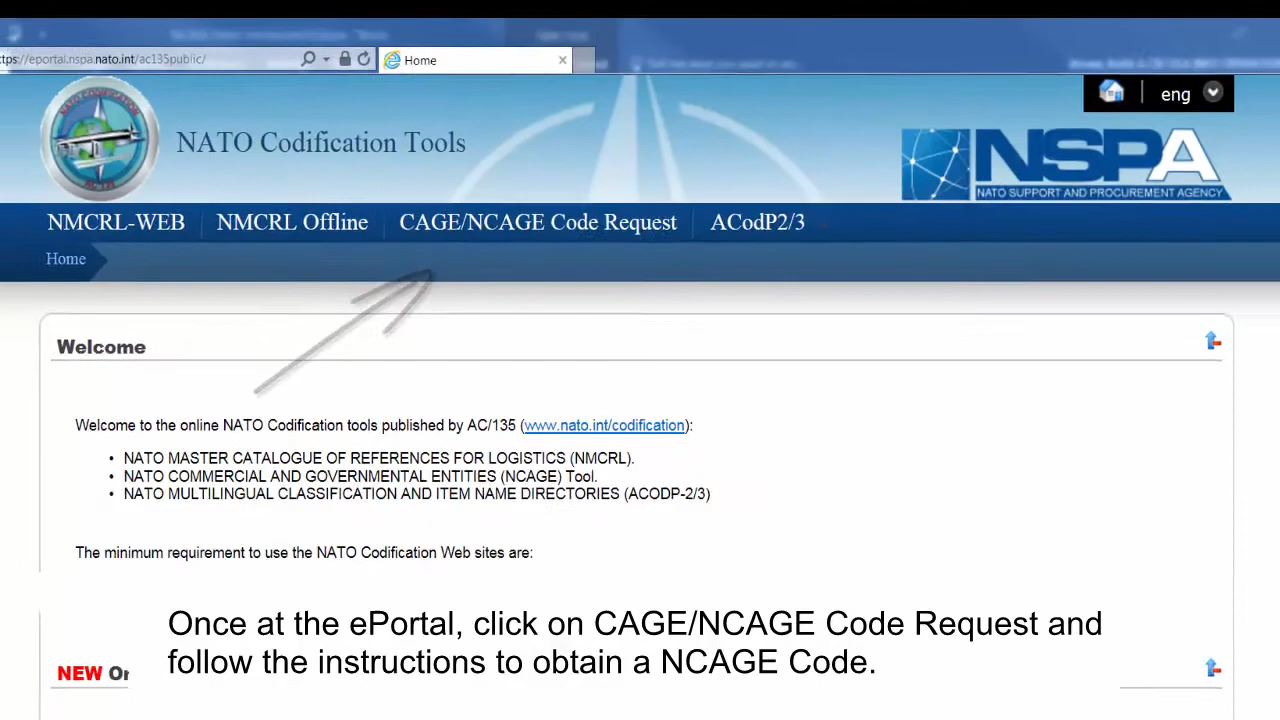 ttps://eportal.nspa.nato.int/ac135public/
Home
eng
NATO CODIFICATION
AC/135
NATO Codification Tools
NSPA
NATO SUPPORT AND PROCUREMENT AGENCY
NMCRL-WEB NMCRL Offline CAGE/NCAGE Code Request ACodP2/3
Home
Welcome
Welcome to the online NATO Codification tools published by AC/135 (www.nato.int/codification):
• NATO MASTER CATALOGUE OF REFERENCES FOR LOGISTICS (NMCRL).
• NATO COMMERCIAL AND GOVERNMENTAL ENTITIES (NCAGE) Tool.
• NATO MULTILINGUAL CLASSIFICATION AND ITEM NAME DIRECTORIES (ACODP-2/3)
The minimum requirement to use the NATO Codification Web sites are:
Once at the ePortal, click on CAGE/NCAGE Code Request and
follow the instructions to obtain a NCAGE Code.
NEW